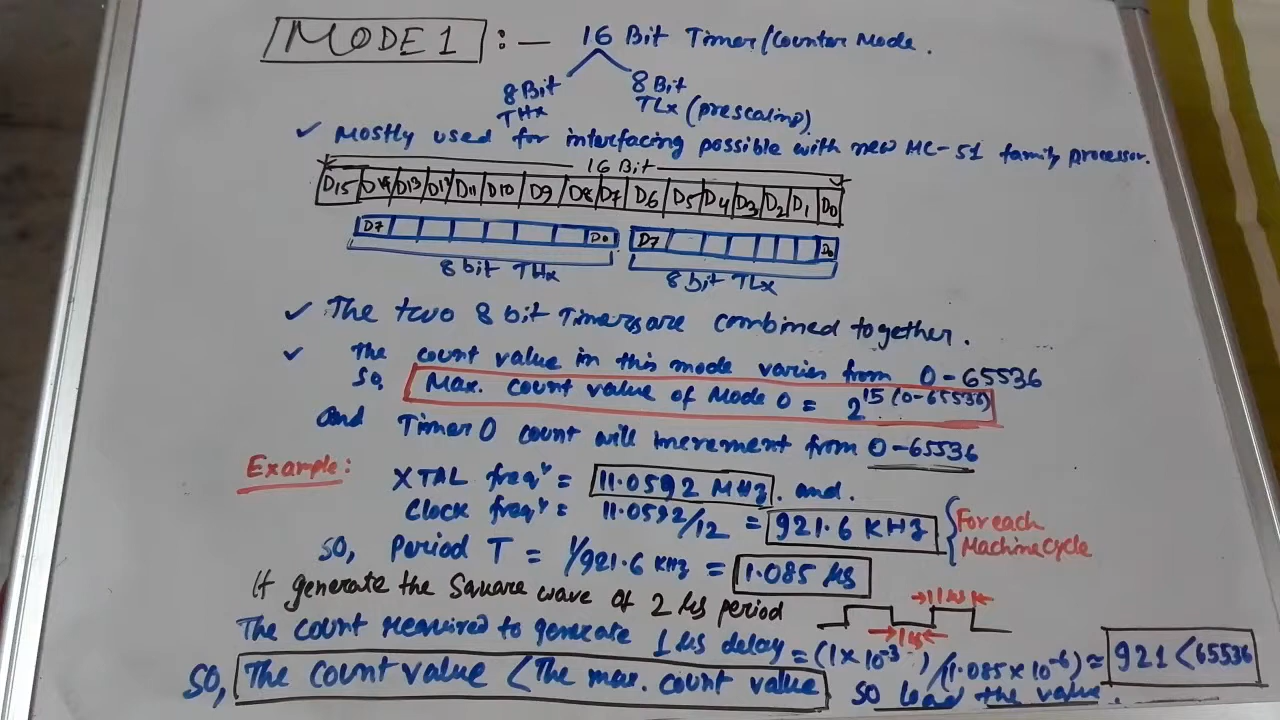 MODE 1 :- 16 Bit Timer/Counter Mode.
8 Bit THx
8 Bit TLx (prescaling)
✓ Mostly used for interfacing possible with new MC-51 family processor.
16 Bit
D15 D14 D13 D11 D10 D9 D8 D7 D6 D5 D4 D3 D2 D1 D0
D7 D0 D7 D0
8 bit THx 8 bit TLx
✓ The two 8 bit Timers are combined together.
✓ The count value in this mode varies from 0-65536
So, Max. count value of Mode 0 = 2^15 (0-65536)
and Timer 0 count will increment from 0-65536
Example:
XTAL freqʸ = 11.0592 MHz. and.
Clock freqʸ = 11.0592/12 = 921.6 KHz { For each Machine cycle
So, Period T = 1/921.6 KHz = 1.085 µs
It generate the Square wave of 2 µs period
1 µs
1 µs
The count required to generate 1 µs delay = (1×10^-3)/(1.085×10^-6) ≈ 921 < 65536
So, The count value < The max. count value So load the value.